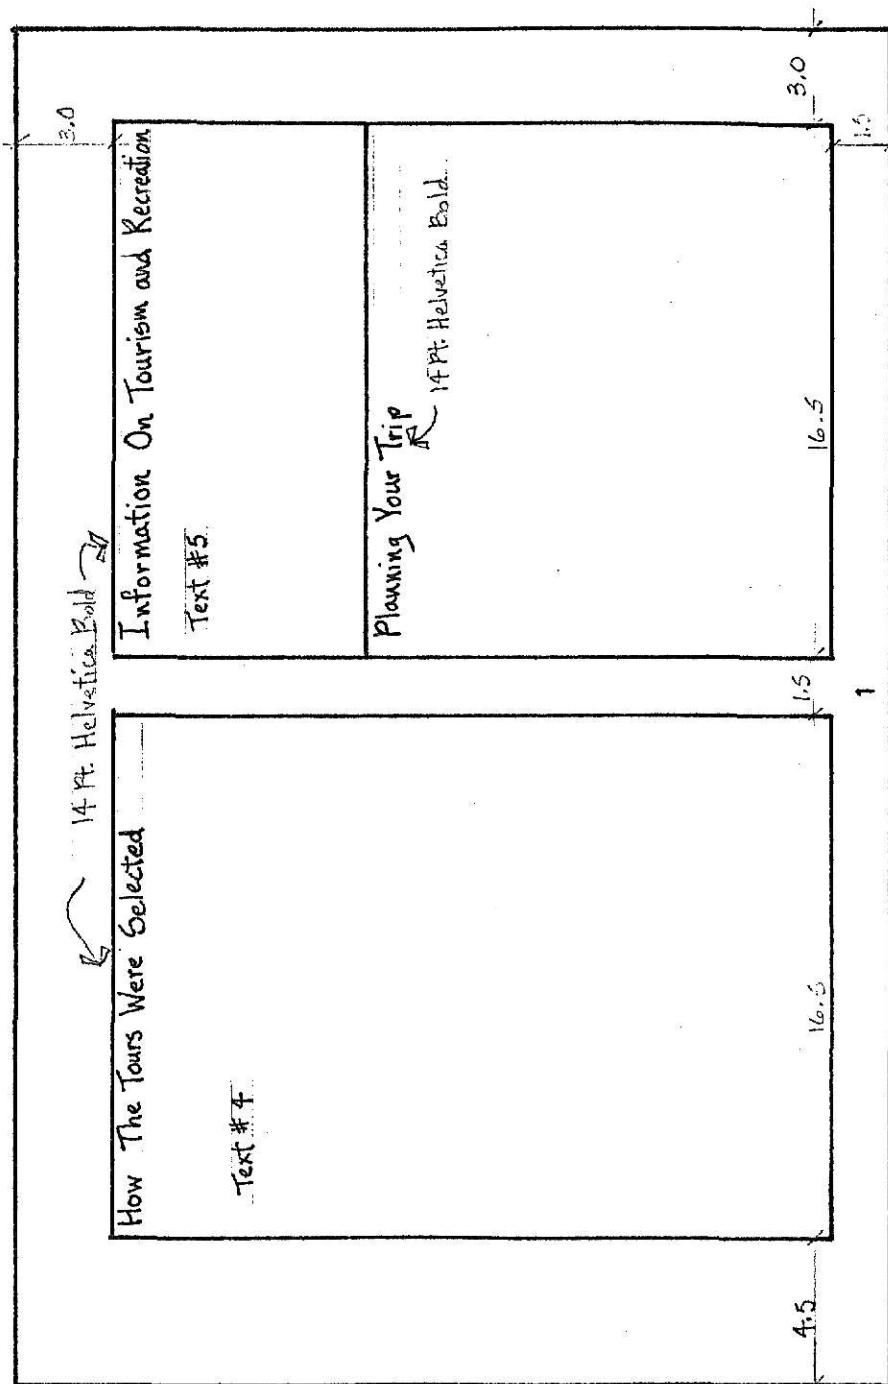 14 Pt. Helvetica Bold
3.0
How The Tours Were Selected
Text #4
Information On Tourism and Recreation
Text #5
Planning Your Trip
14 Pt. Helvetica Bold
4.5
16.5
1.5
16.5
3.0
1.5
1